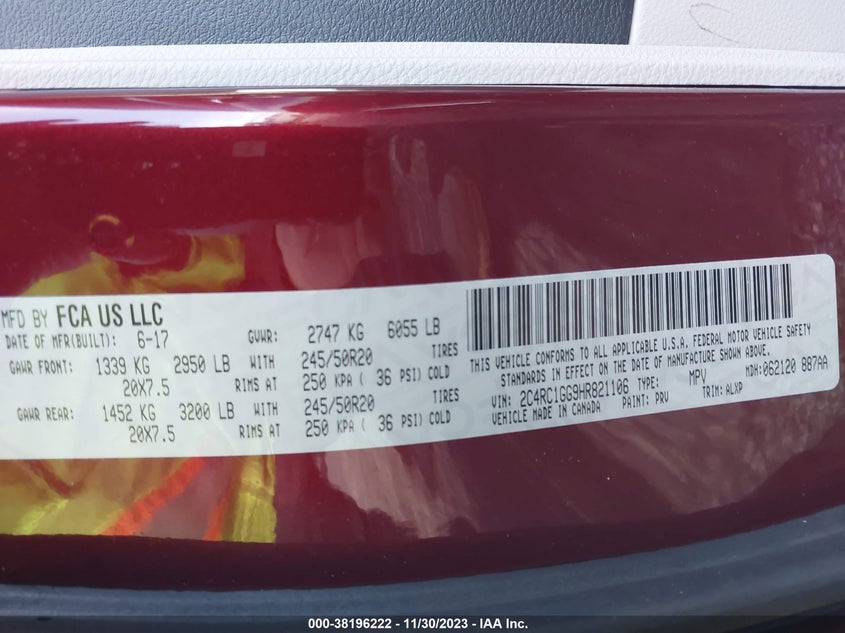 MFD BY FCA US LLC
DATE OF MFR(BUILT): 6-17 GVWR: 2747 KG 6055 LB
GAWR FRONT: 1339 KG 2950 LB WITH 245/50R20 TIRES
20X7.5 RIMS AT 250 KPA ( 36 PSI) COLD
GAWR REAR: 1452 KG 3200 LB WITH 245/50R20 TIRES
20X7.5 RIMS AT 250 KPA ( 36 PSI) COLD
THIS VEHICLE CONFORMS TO ALL APPLICABLE U.S.A. FEDERAL MOTOR VEHICLE SAFETY
STANDARDS IN EFFECT ON THE DATE OF MANUFACTURE SHOWN ABOVE.
VIN: 2C4RC1GG9HR821106 TYPE: MPV MDH: 062120 887AA
VEHICLE MADE IN CANADA PAINT: PRV TRIM: ALXP
000-38196222 - 11/30/2023 - IAA Inc.